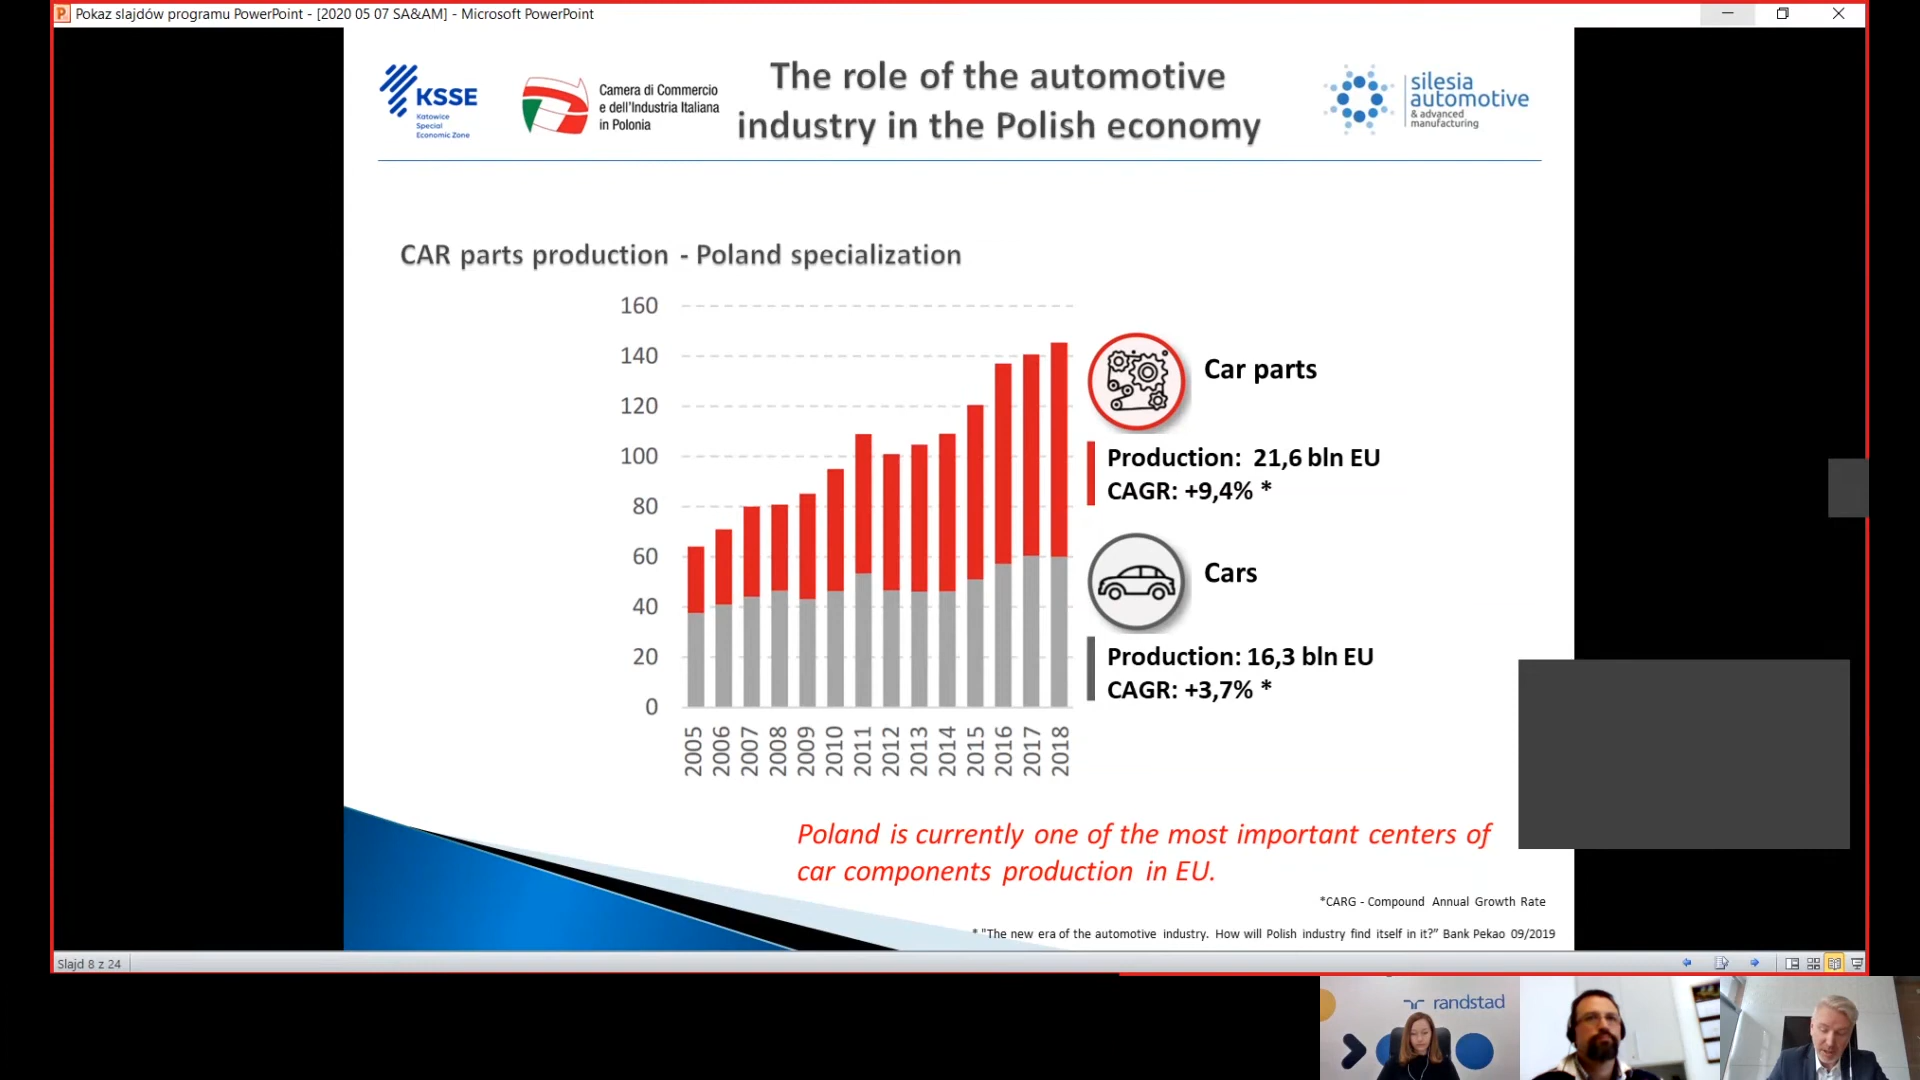 Pokaz slajdów programu PowerPoint - [2020 05 07 SA&AM] - Microsoft PowerPoint
KSSE
Katowice
Special
Economic Zone
Camera di Commercio
e dell'Industria Italiana
in Polonia
The role of the automotive
industry in the Polish economy
silesia
automotive
& advanced
manufacturing
CAR parts production - Poland specialization
160
140
120
100
80
60
40
20
0
2005
2006
2007
2008
2009
2010
2011
2012
2013
2014
2015
2016
2017
2018
Car parts
Production: 21,6 bln EU
CAGR: +9,4% *
Cars
Production: 16,3 bln EU
CAGR: +3,7% *
Poland is currently one of the most important centers of
car components production in EU.
*CARG - Compound Annual Growth Rate
* "The new era of the automotive industry. How will Polish industry find itself in it?" Bank Pekao 09/2019
Slajd 8 z 24
randstad